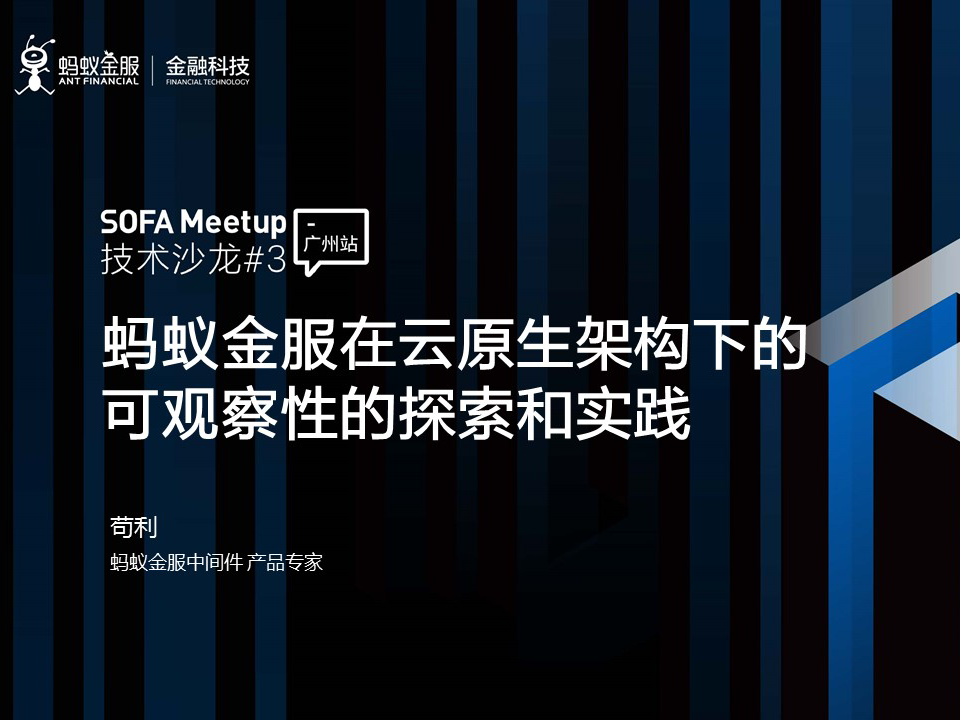 蚂蚁金服
ANT FINANCIAL
金融科技
FINANCIAL TECHNOLOGY
SOFA Meetup
技术沙龙#3
广州站
蚂蚁金服在云原生架构下的
可观察性的探索和实践
苟利
蚂蚁金服中间件 产品专家